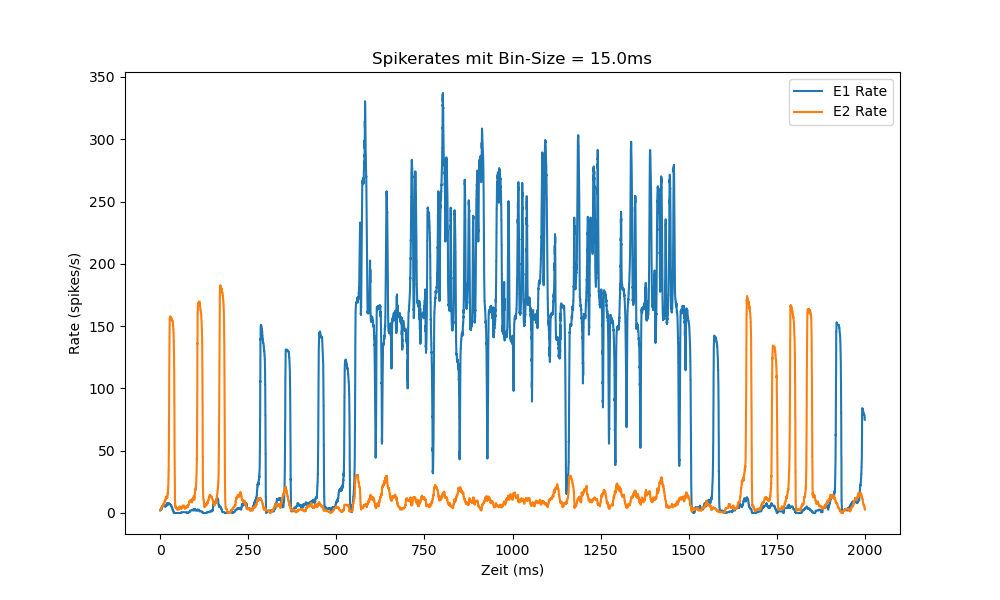 Spikerates mit Bin-Size = 15.0ms
E1 Rate
E2 Rate
350
300
250
200
150
100
50
0
Rate (spikes/s)
0 250 500 750 1000 1250 1500 1750 2000
Zeit (ms)